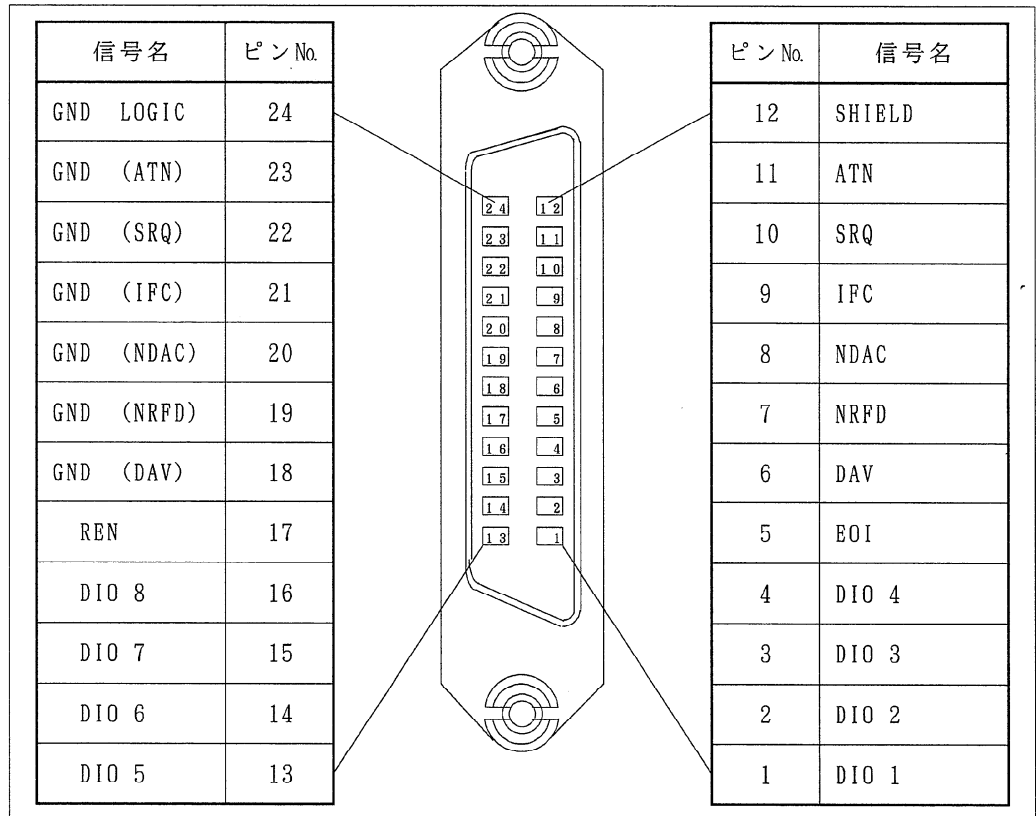 信号名 ピンNo.
GND LOGIC 24
GND (ATN) 23
GND (SRQ) 22
GND (IFC) 21
GND (NDAC) 20
GND (NRFD) 19
GND (DAV) 18
REN 17
DIO 8 16
DIO 7 15
DIO 6 14
DIO 5 13
24 12
23 11
22 10
21 9
20 8
19 7
18 6
17 5
16 4
15 3
14 2
13 1
ピンNo. 信号名
12 SHIELD
11 ATN
10 SRQ
9 IFC
8 NDAC
7 NRFD
6 DAV
5 EOI
4 DIO 4
3 DIO 3
2 DIO 2
1 DIO 1